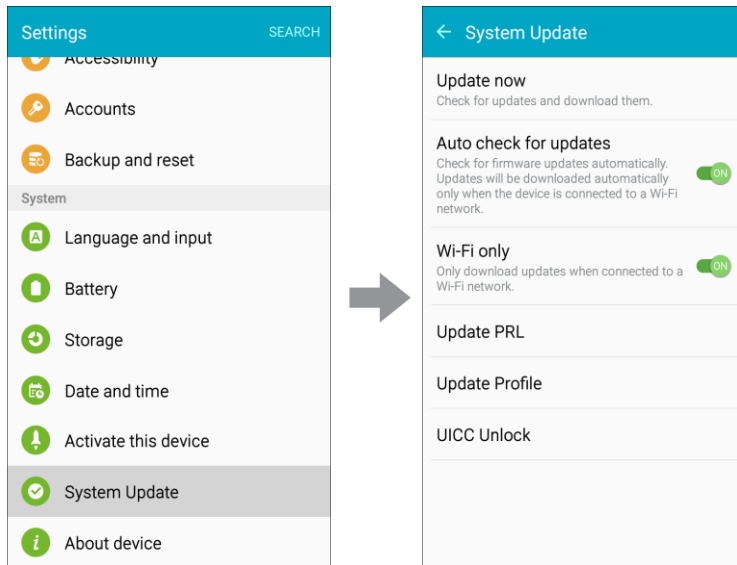 Settings
SEARCH
Accessibility
Accounts
Backup and reset
System
A
Language and input
Battery
Storage
Date and time
Activate this device
System Update
i
About device
System Update
Update now
Check for updates and download them.
Auto check for updates
Check for firmware updates automatically.
Updates will be downloaded automatically
only when the device is connected to a Wi-Fi
network.
ON
Wi-Fi only
Only download updates when connected to a
Wi-Fi network.
ON
Update PRL
Update Profile
UICC Unlock